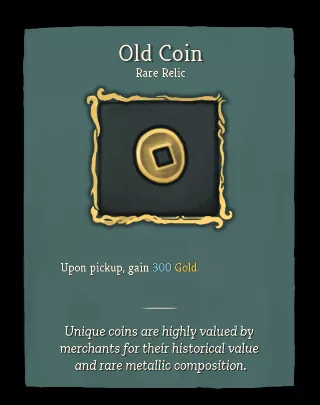 Old Coin
Rare Relic
Upon pickup, gain 300 Gold.
Unique coins are highly valued by
merchants for their historical value
and rare metallic composition.